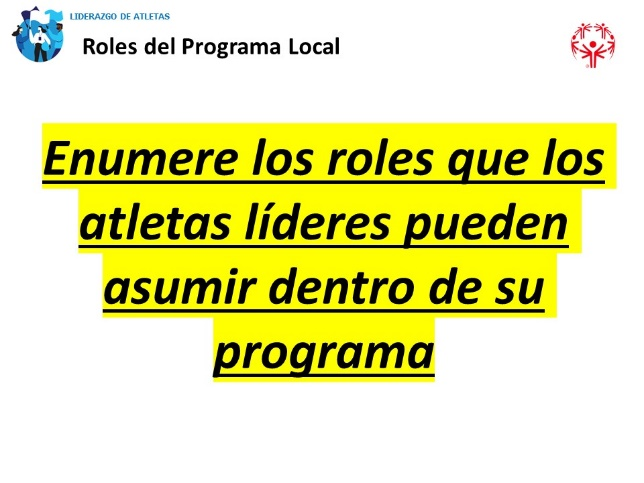 LIDERAZGO DE ATLETAS
Roles del Programa Local
Enumere los roles que los
atletas líderes pueden
asumir dentro de su
programa